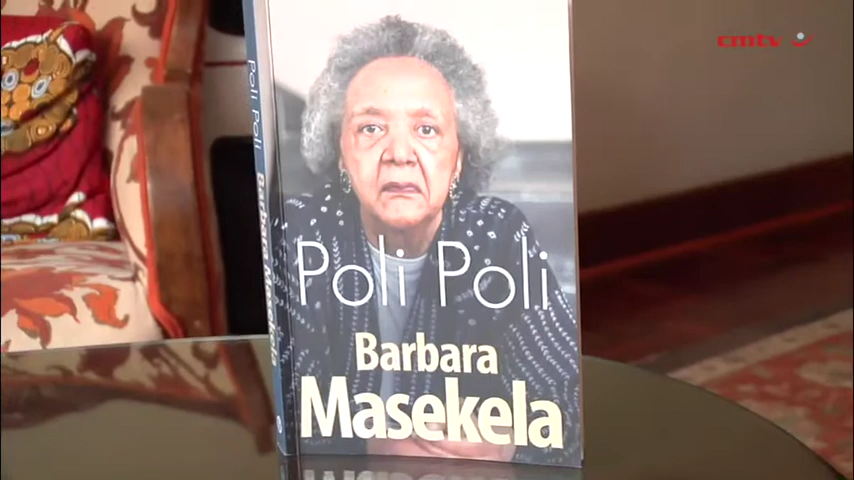 cmtv
Poli Poli
Barbara Masekela
Poli Poli
Barbara
Masekela